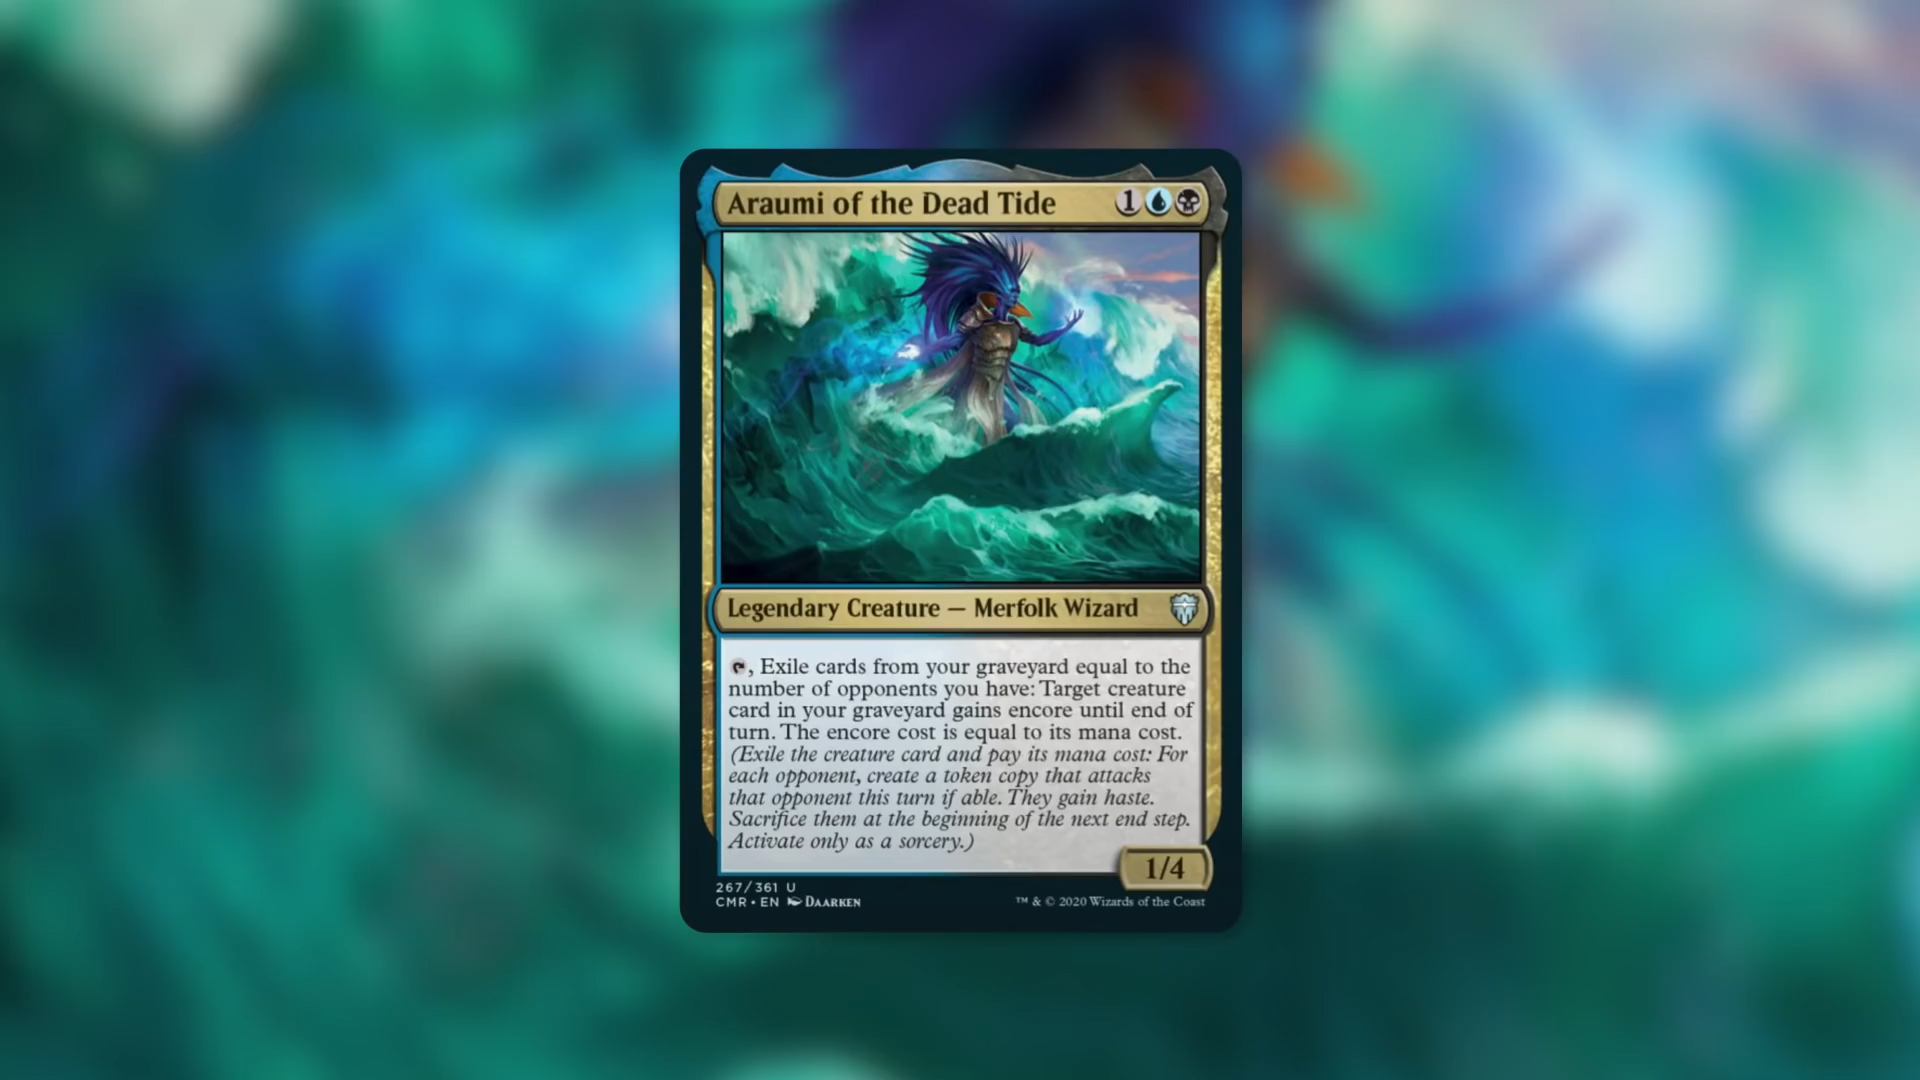 Araumi of the Dead Tide 1
Legendary Creature — Merfolk Wizard
, Exile cards from your graveyard equal to the
number of opponents you have: Target creature
card in your graveyard gains encore until end of
turn. The encore cost is equal to its mana cost.
(Exile the creature card and pay its mana cost: For
each opponent, create a token copy that attacks
that opponent this turn if able. They gain haste.
Sacrifice them at the beginning of the next end step.
Activate only as a sorcery.)
1/4
267/361 U
CMR • EN DAARKEN
™ & © 2020 Wizards of the Coast